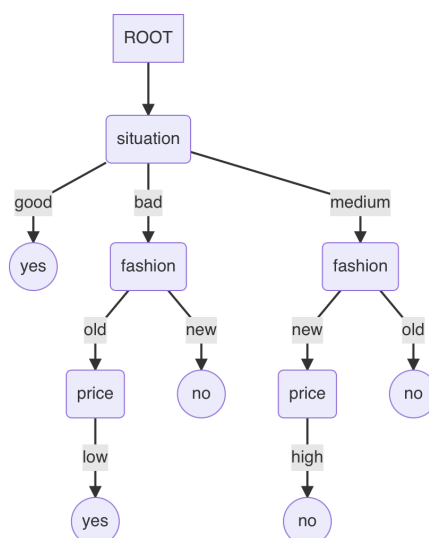 ROOT
situation
good
bad
medium
yes
fashion
fashion
old
new
new
old
price
no
price
no
low
high
yes
no